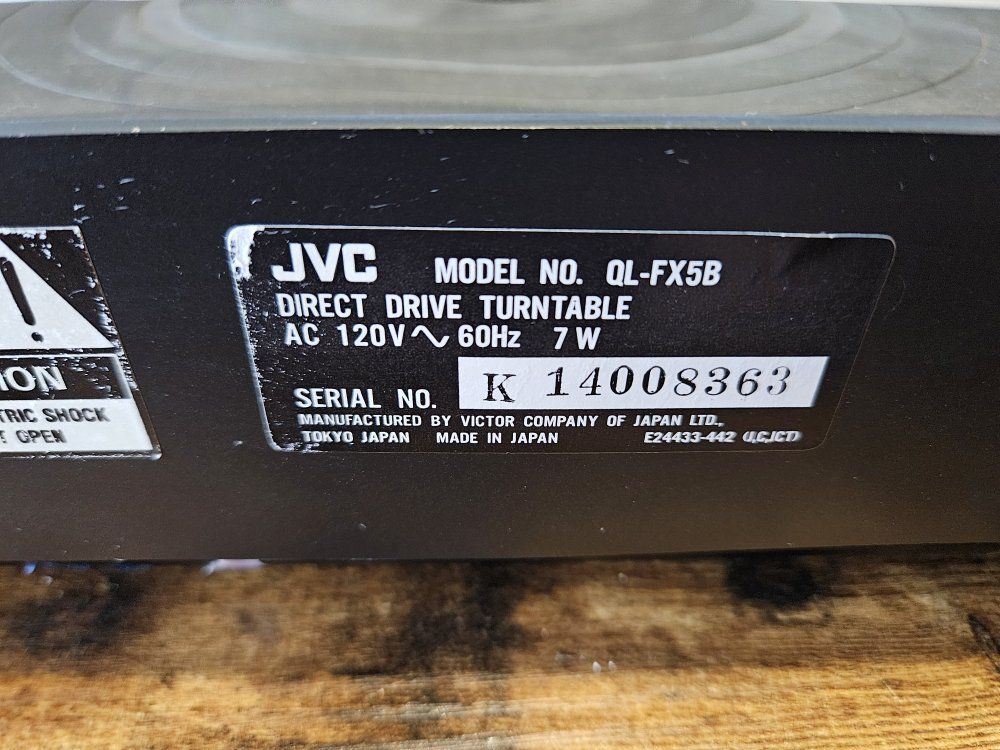 JVC MODEL NO. QL-FX5B
DIRECT DRIVE TURNTABLE
AC 120V ~ 60Hz 7 W
SERIAL NO. K 14008363
MANUFACTURED BY VICTOR COMPANY OF JAPAN LTD.,
TOKYO JAPAN MADE IN JAPAN E24433-442
!
ION
TRIC SHOCK
OPEN